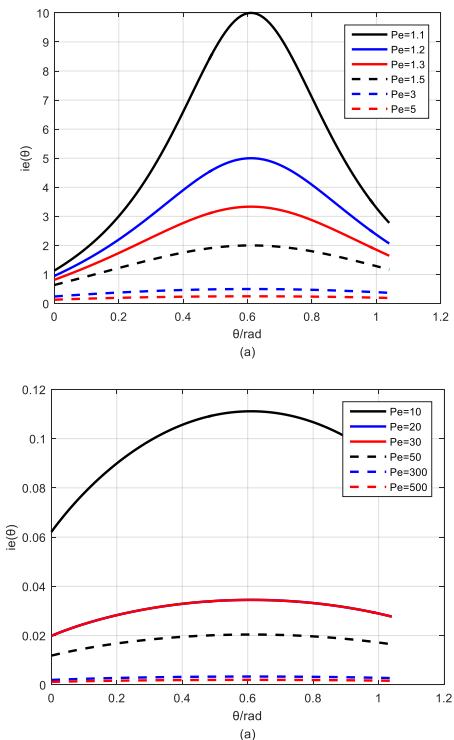 10
9
8
7
6
5
4
3
2
1
0
ie(θ)
Pe=1.1
Pe=1.2
Pe=1.3
Pe=1.5
Pe=3
Pe=5
0 0.2 0.4 0.6 0.8 1 1.2
θ/rad
(a)
0.12
0.1
0.08
0.06
0.04
0.02
0
ie(θ)
Pe=10
Pe=20
Pe=30
Pe=50
Pe=300
Pe=500
0 0.2 0.4 0.6 0.8 1 1.2
θ/rad
(a)